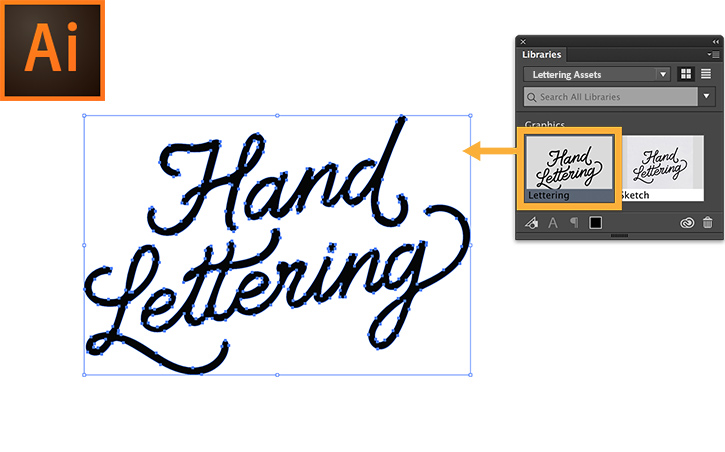 Ai
Hand
Lettering
Libraries
Lettering Assets
Search All Libraries
Graphics
Hand
Lettering
Hand
Lettering
Lettering
Sketch